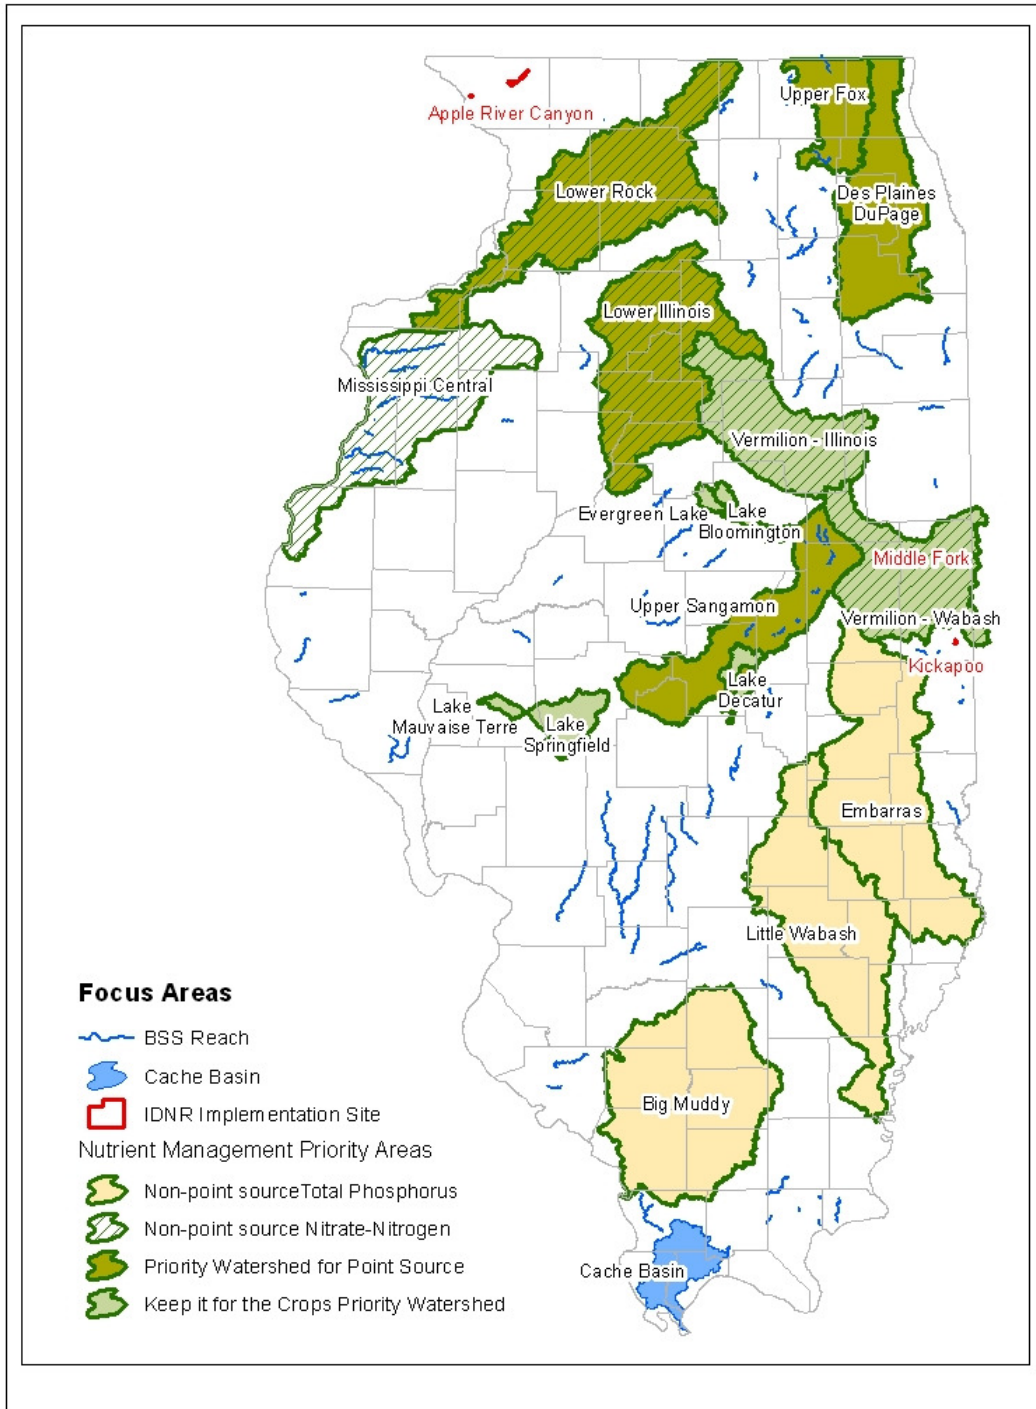 Apple River Canyon
Upper Fox
Lower Rock
Des Plaines
DuPage
Lower Illinois
Mississippi Central
Vermilion - Illinois
Evergreen Lake
Lake
Bloomington
Middle Fork
Upper Sangamon
Vermilion - Wabash
Kickapoo
Lake
Decatur
Lake
Mauvaise Terre
Lake
Springfield
Embarras
Little Wabash
Big Muddy
Cache Basin
Focus Areas
BSS Reach
Cache Basin
IDNR Implementation Site
Nutrient Management Priority Areas
Non-point sourceTotal Phosphorus
Non-point source Nitrate-Nitrogen
Priority Watershed for Point Source
Keep it for the Crops Priority Watershed